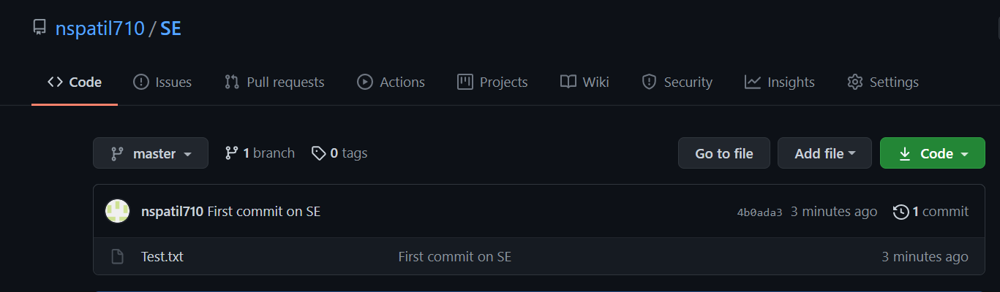 nspatil710 / SE
Code Issues Pull requests Actions Projects Wiki Security Insights Settings
master 1 branch 0 tags Go to file Add file Code
nspatil710 First commit on SE 4b0ada3 3 minutes ago 1 commit
Test.txt First commit on SE 3 minutes ago